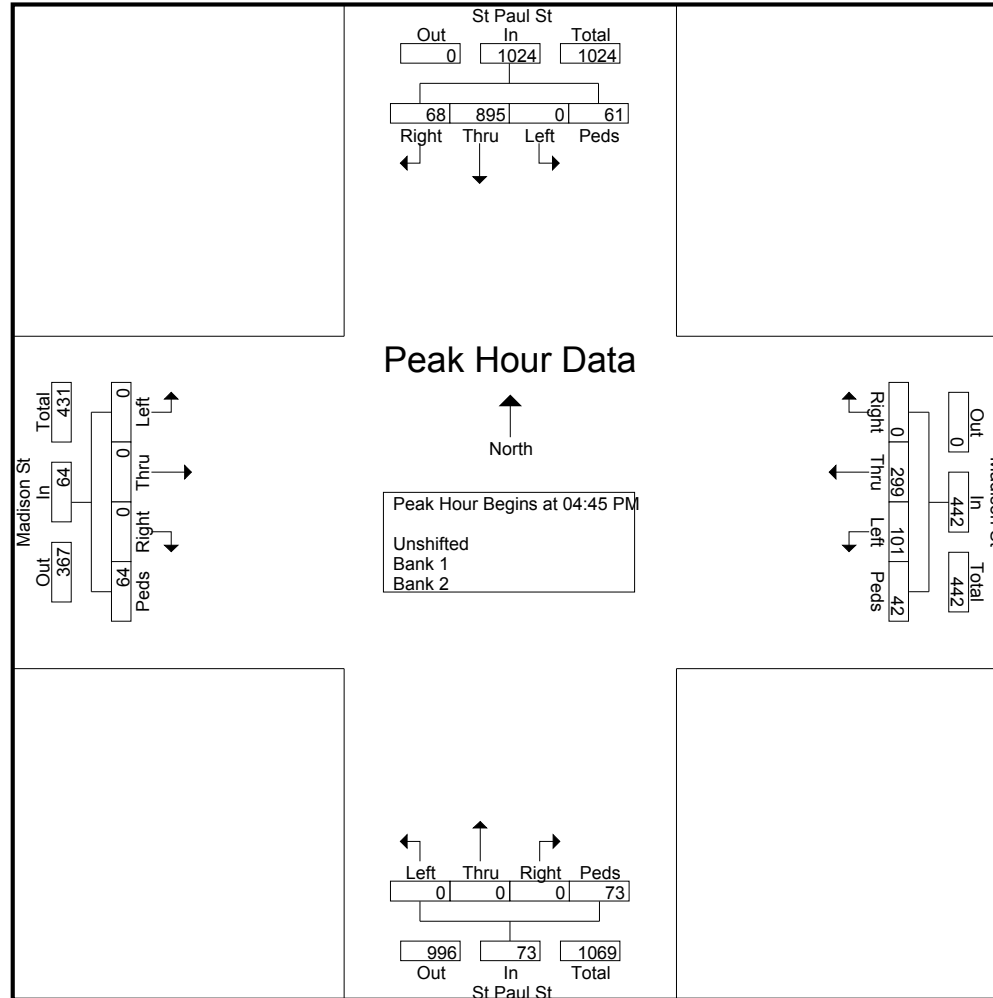 St Paul St
Out In Total
0 1024 1024
68 895 0 61
Right Thru Left Peds
Peak Hour Data
North
Peak Hour Begins at 04:45 PM
Unshifted
Bank 1
Bank 2
Madison St
Total In Out
431 64 367
0 0 0 64
Left Thru Right Peds
Right Thru Left Peds
0 299 101 42
0 442 442
Out In Total
Madison St
Left Thru Right Peds
0 0 0 73
996 73 1069
Out In Total
St Paul St